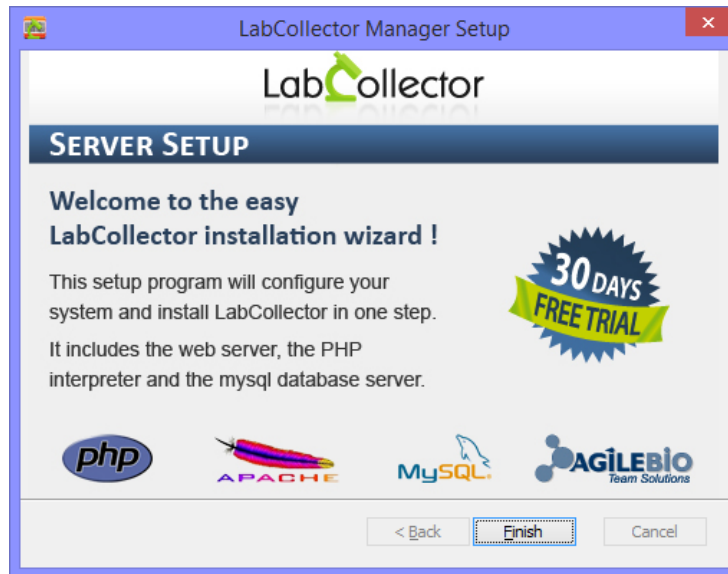 LabCollector Manager Setup
LabCollector
SERVER SETUP
Welcome to the easy
LabCollector installation wizard !
This setup program will configure your
system and install LabCollector in one step.
It includes the web server, the PHP
interpreter and the mysql database server.
30 DAYS
FREE TRIAL
php
APACHE
MySQL.
AGiLEBiO
Team Solutions
< Back
Finish
Cancel